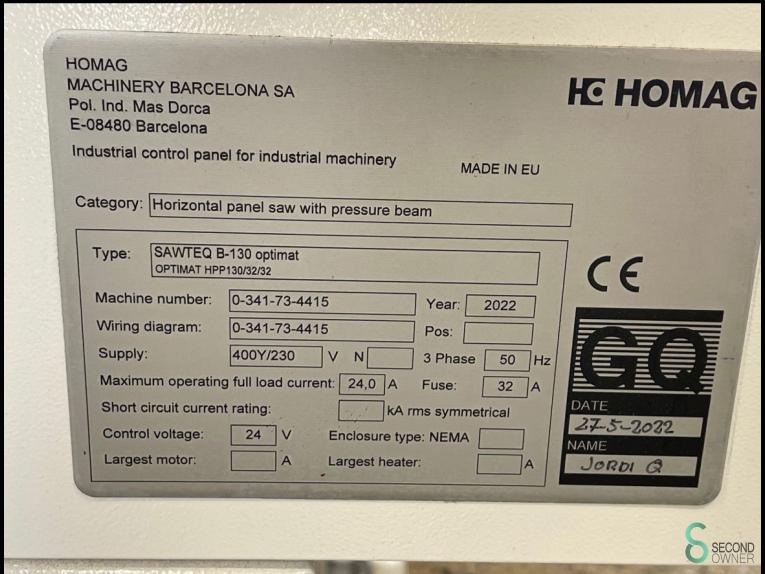 HOMAG
MACHINERY BARCELONA SA
Pol. Ind. Mas Dorca
E-08480 Barcelona
HC HOMAG
Industrial control panel for industrial machinery
MADE IN EU
Category: Horizontal panel saw with pressure beam
Type: SAWTEQ B-130 optimat
OPTIMAT HPP130/32/32
CE
Machine number: 0-341-73-4415 Year: 2022
Wiring diagram: 0-341-73-4415 Pos:
Supply: 400Y/230 V N 3 Phase 50 Hz
Maximum operating full load current: 24,0 A Fuse: 32 A
Short circuit current rating: kA rms symmetrical
Control voltage: 24 V Enclosure type: NEMA
Largest motor: A Largest heater: A
GQ
DATE
27-5-2022
NAME
JORDI Q
SECOND
OWNER